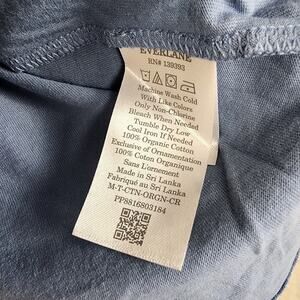 EVERLANE
RN# 139393
Machine Wash Cold
With Like Colors
Only Non-Chlorine
Bleach When Needed
Tumble Dry Low
Cool Iron If Needed
100% Organic Cotton
Exclusive of Ornamentation
100% Coton Organique
Sans L'ornement
Made in Sri Lanka
Fabriqué au Sri Lanka
M-T-CTN-ORGN-CR
PP8816803184